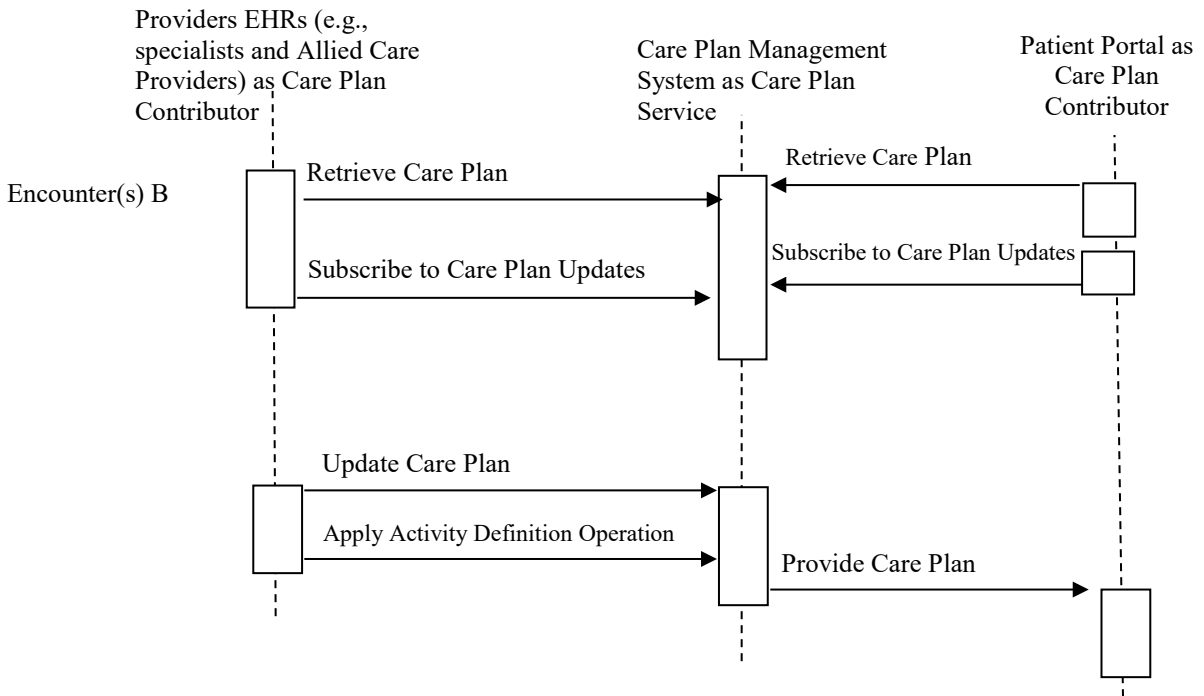 Providers EHRs (e.g.,
specialists and Allied Care
Providers) as Care Plan
Contributor
Care Plan Management
System as Care Plan
Service
Patient Portal as
Care Plan
Contributor
Encounter(s) B
Retrieve Care Plan
Retrieve Care Plan
Subscribe to Care Plan Updates
Subscribe to Care Plan Updates
Update Care Plan
Apply Activity Definition Operation
Provide Care Plan